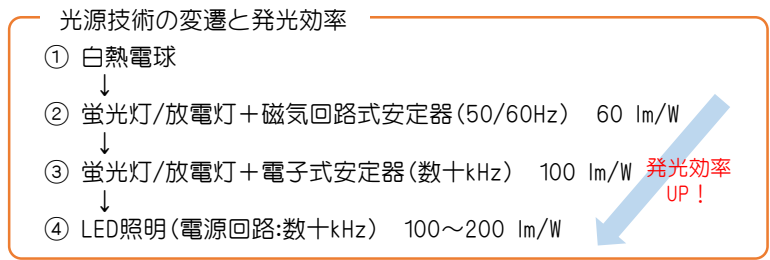 光源技術の変遷と発光効率
① 白熱電球
↓
② 蛍光灯/放電灯＋磁気回路式安定器(50/60Hz)　60 lm/W
↓
③ 蛍光灯/放電灯＋電子式安定器(数十kHz)　100 lm/W
↓
④ LED照明(電源回路:数十kHz)　100～200 lm/W
発光効率
UP！